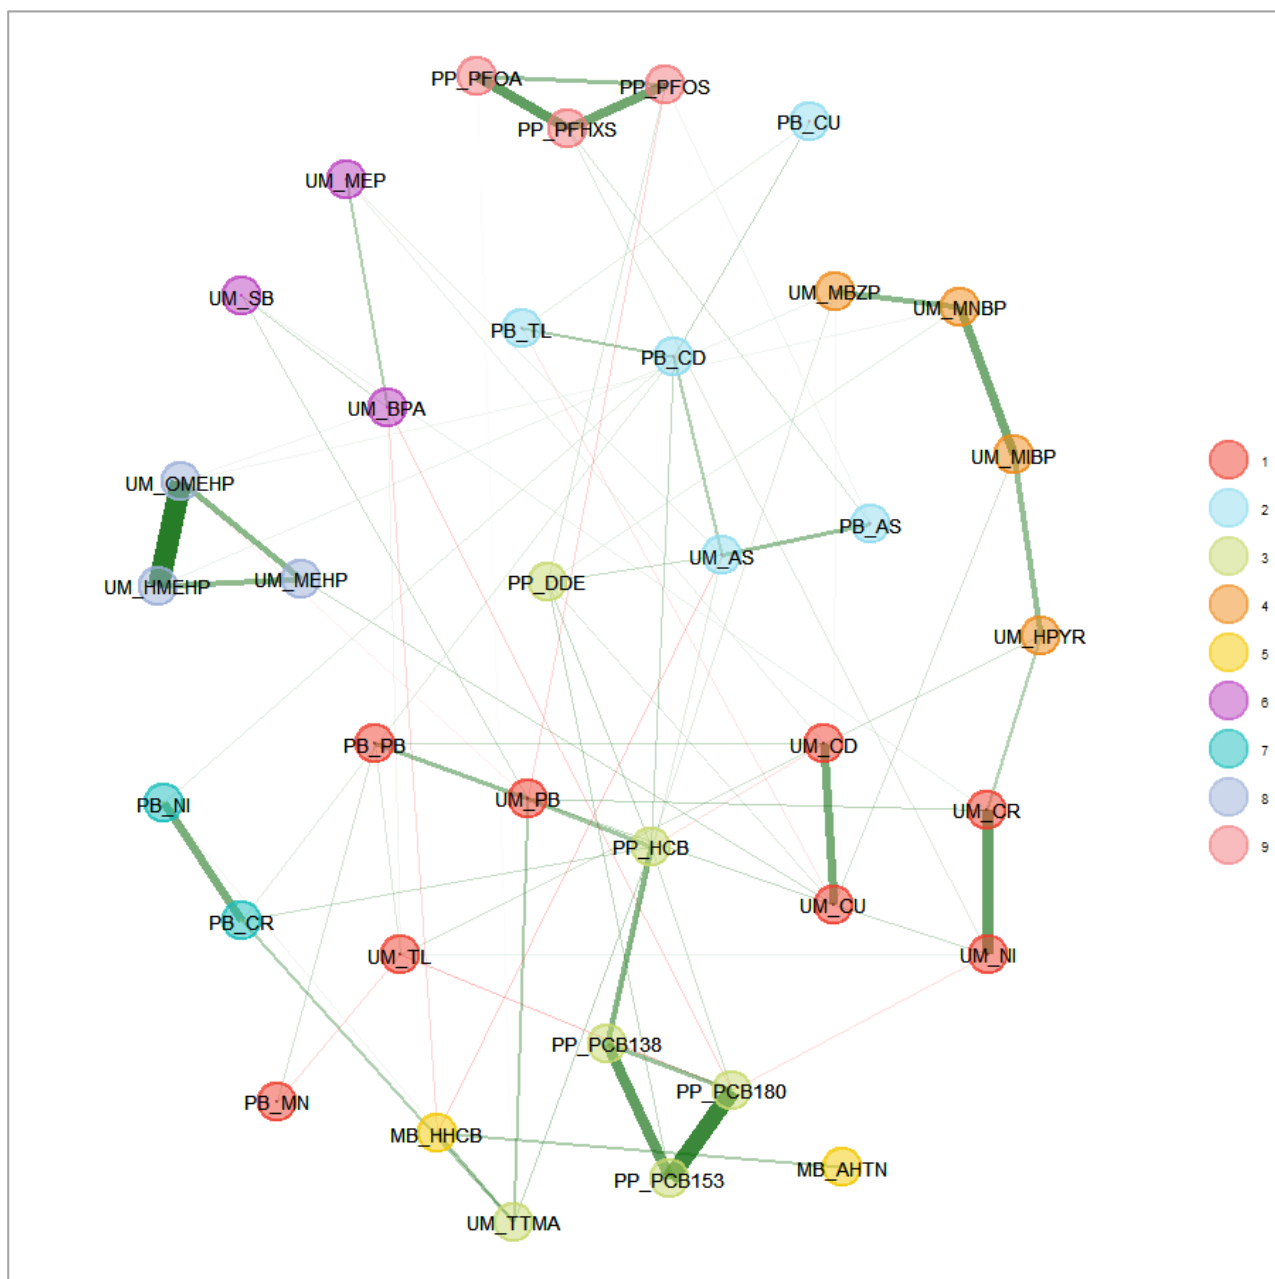 PP_PFOA
PP_PFOS
PP_PFHXS
PB_CU
UM_MEP
UM_SB
UM_MBZP
UM_MNBP
PB_TL
PB_CD
UM_BPA
UM_MIBP
UM_OMEHP
PB_AS
UM_AS
UM_HMEHP
UM_MEHP
PP_DDE
UM_HPYR
PB_PB
UM_CD
UM_PB
PB_NI
UM_CR
PP_HCB
UM_CU
PB_CR
UM_TL
UM_NI
PP_PCB138
PP_PCB180
PB_MN
MB_HHCB
MB_AHTN
PP_PCB153
UM_TTMA
1
2
3
4
5
6
7
8
9